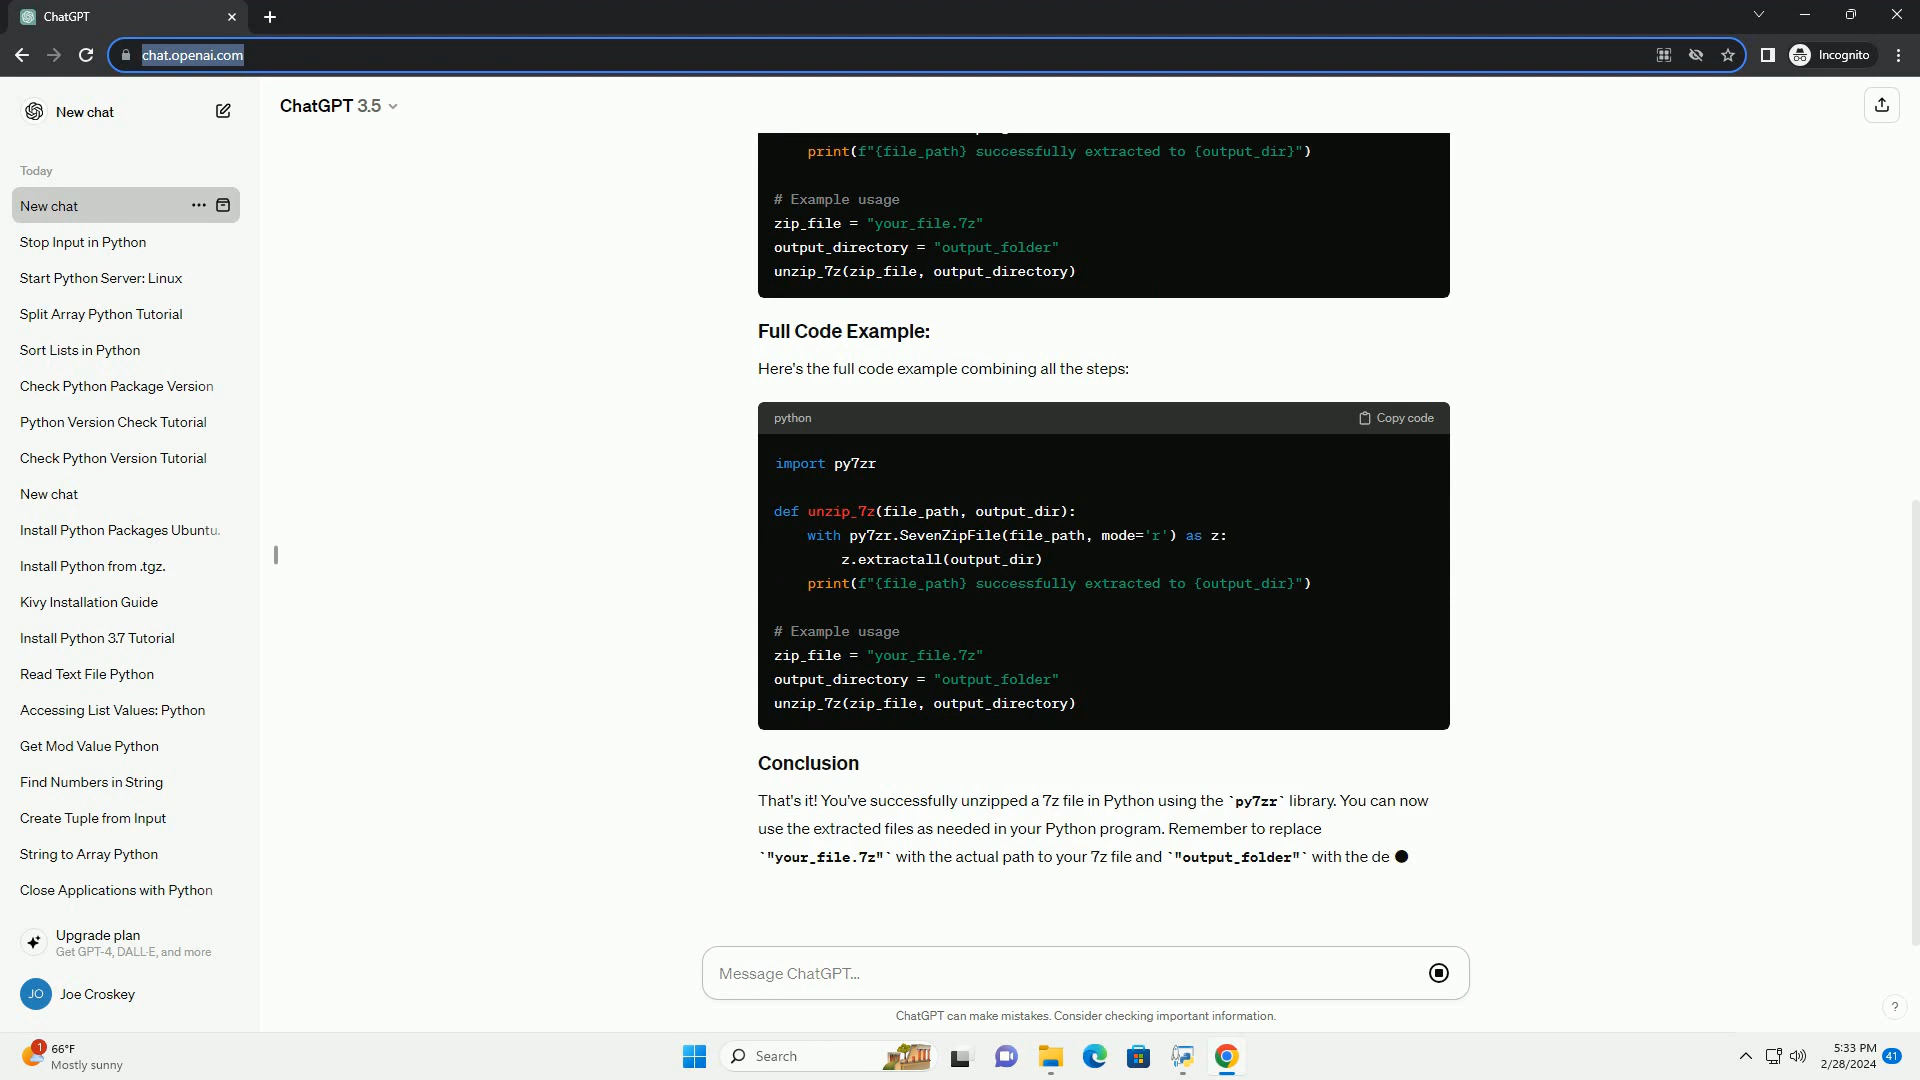 ChatGPT
chat.openai.com
Incognito
New chat
ChatGPT 3.5
Today
New chat
Stop Input in Python
Start Python Server: Linux
Split Array Python Tutorial
Sort Lists in Python
Check Python Package Version
Python Version Check Tutorial
Check Python Version Tutorial
New chat
Install Python Packages Ubuntu.
Install Python from .tgz.
Kivy Installation Guide
Install Python 3.7 Tutorial
Read Text File Python
Accessing List Values: Python
Get Mod Value Python
Find Numbers in String
Create Tuple from Input
String to Array Python
Close Applications with Python
Upgrade plan
Get GPT-4, DALL·E, and more
JO Joe Croskey
print(f"{file_path} successfully extracted to {output_dir}")
# Example usage
zip_file = "your_file.7z"
output_directory = "output_folder"
unzip_7z(zip_file, output_directory)
Full Code Example:
Here's the full code example combining all the steps:
python Copy code
import py7zr
def unzip_7z(file_path, output_dir):
with py7zr.SevenZipFile(file_path, mode='r') as z:
z.extractall(output_dir)
print(f"{file_path} successfully extracted to {output_dir}")
# Example usage
zip_file = "your_file.7z"
output_directory = "output_folder"
unzip_7z(zip_file, output_directory)
Conclusion
That's it! You've successfully unzipped a 7z file in Python using the `py7zr` library. You can now
use the extracted files as needed in your Python program. Remember to replace
`"your_file.7z"` with the actual path to your 7z file and `"output_folder"` with the de
Message ChatGPT...
ChatGPT can make mistakes. Consider checking important information.
?
1
66°F
Mostly sunny
Search
5:33 PM
2/28/2024
41